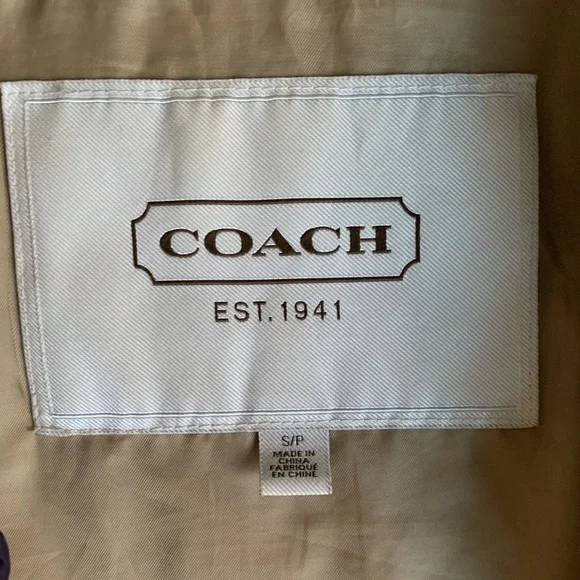 COACH
EST. 1941
S/P
MADE IN
CHINA
FABRIQUÉ
EN CHINE